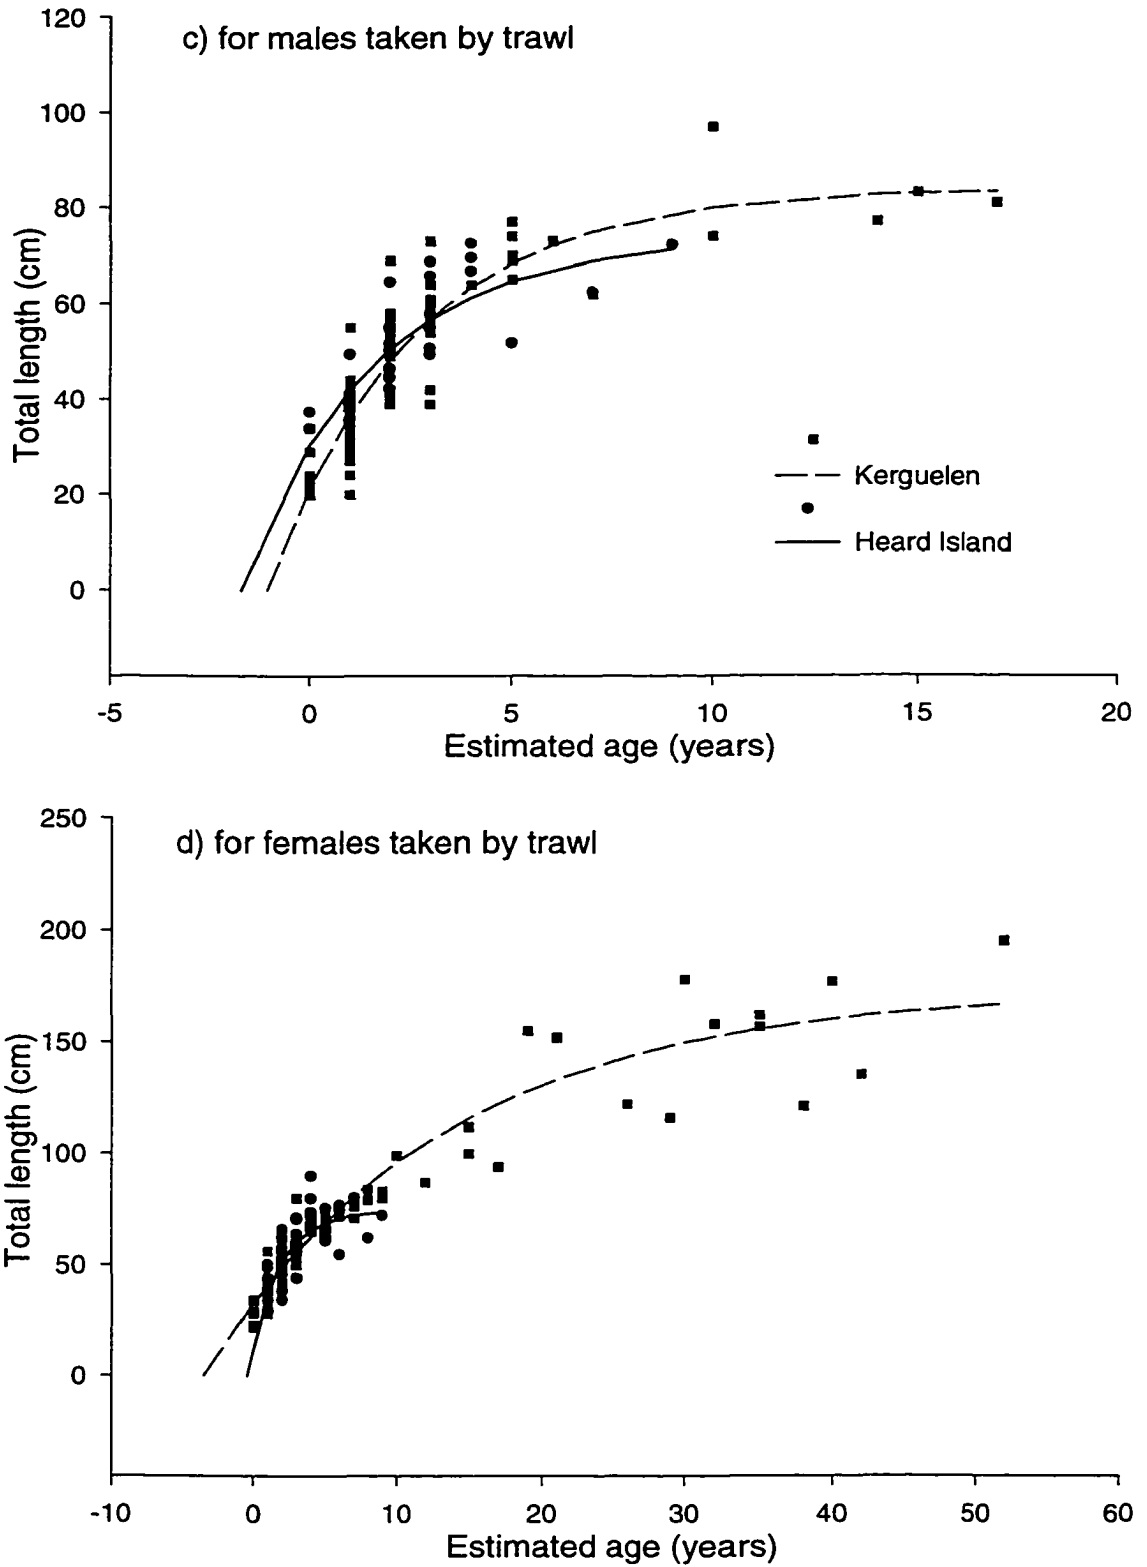 120
c) for males taken by trawl
100
80
60
40
20
0
Total length (cm)
Kerguelen
Heard Island
-5 0 5 10 15 20
Estimated age (years)
250
d) for females taken by trawl
200
150
100
50
0
Total length (cm)
-10 0 10 20 30 40 50 60
Estimated age (years)